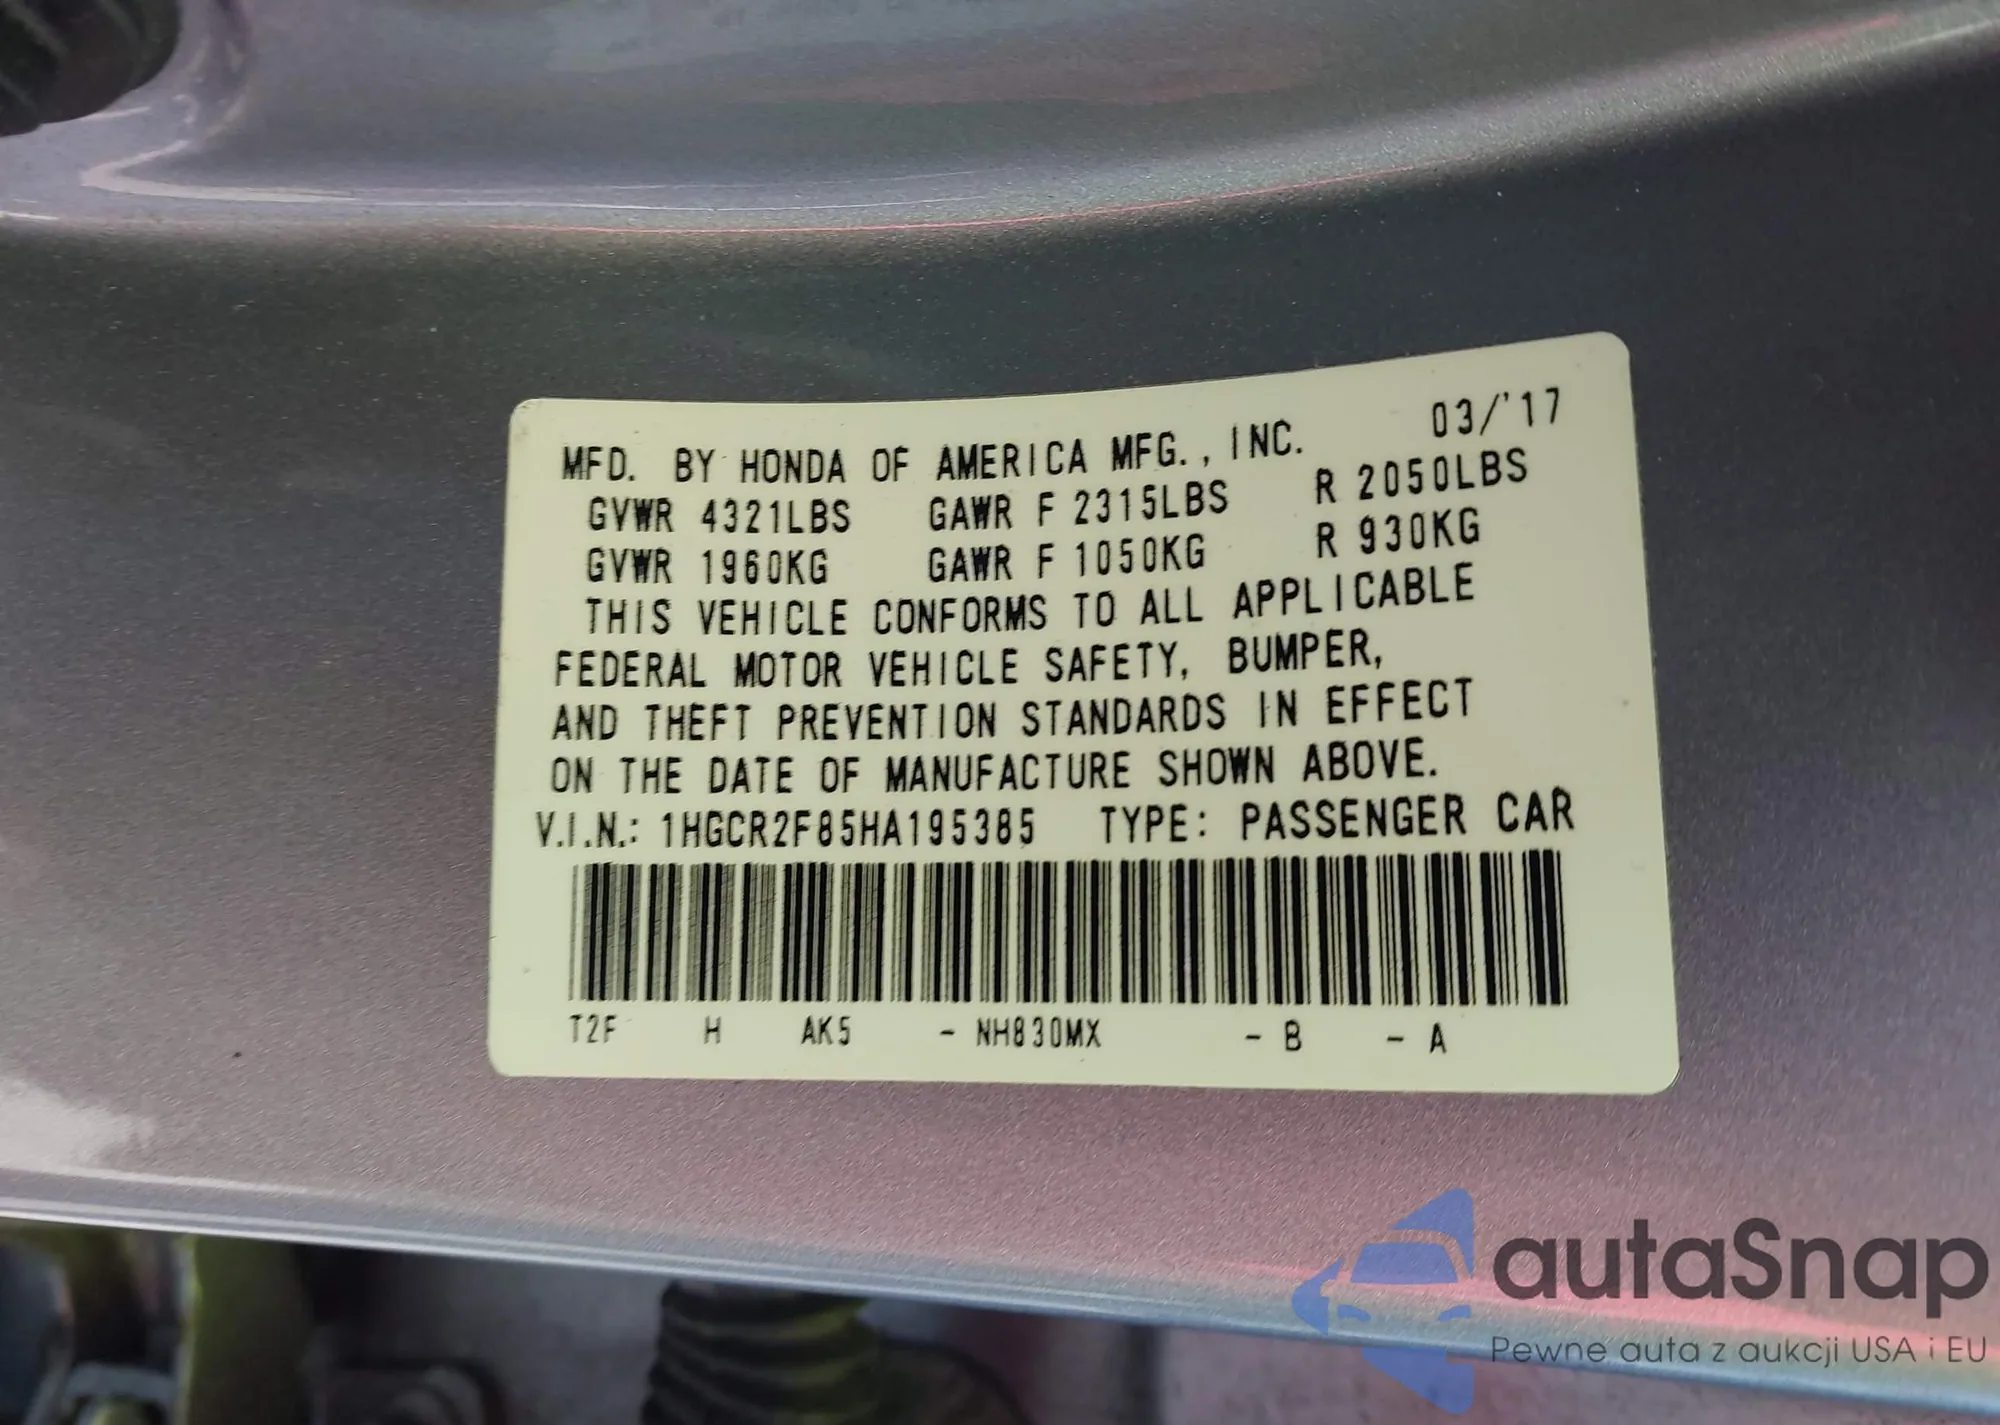 MFD. BY HONDA OF AMERICA MFG., INC. 03/'17
GVWR 4321LBS GAWR F 2315LBS R 2050LBS
GVWR 1960KG GAWR F 1050KG R 930KG
THIS VEHICLE CONFORMS TO ALL APPLICABLE
FEDERAL MOTOR VEHICLE SAFETY, BUMPER,
AND THEFT PREVENTION STANDARDS IN EFFECT
ON THE DATE OF MANUFACTURE SHOWN ABOVE.
V.I.N.: 1HGCR2F85HA195385 TYPE: PASSENGER CAR
T2F H AK5 - NH830MX - B - A
autaSnap
Pewne auta z aukcji USA i EU